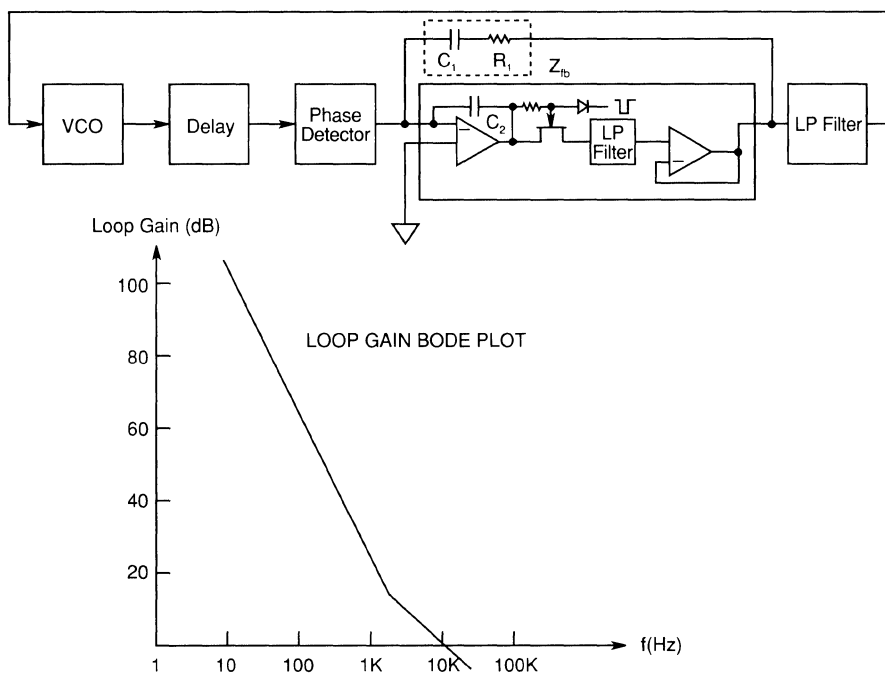 C₁ R₁
Z_fb
VCO
Delay
Phase
Detector
−
C₂
LP
Filter
−
LP Filter
Loop Gain (dB)
LOOP GAIN BODE PLOT
100
80
60
40
20
1 10 100 1K 10K 100K
f(Hz)